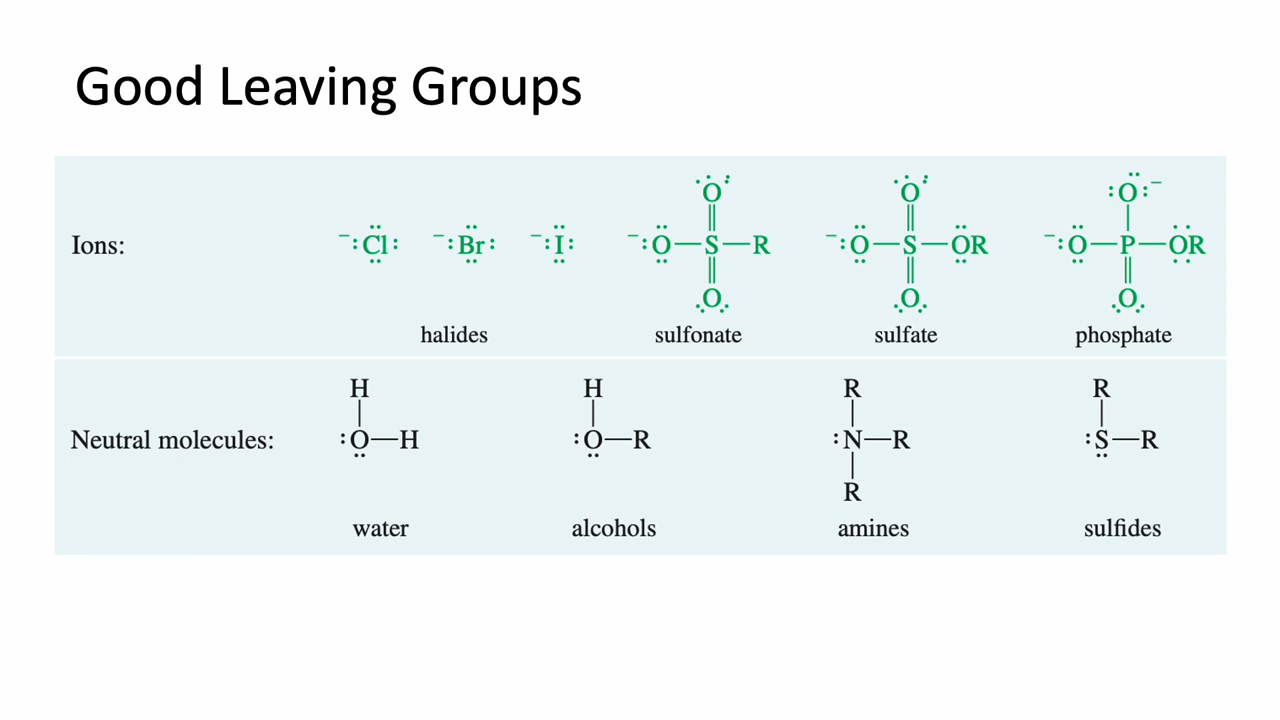 Good Leaving Groups
Ions:
⁻:Cl: ⁻:Br: ⁻:I: ⁻:O—S—R O O ⁻:O—S—OR O O ⁻:O—P—OR :O:⁻ O
halides sulfonate sulfate phosphate
H H R R
Neutral molecules: :O—H :O—R :N—R :S—R
R
water alcohols amines sulfides